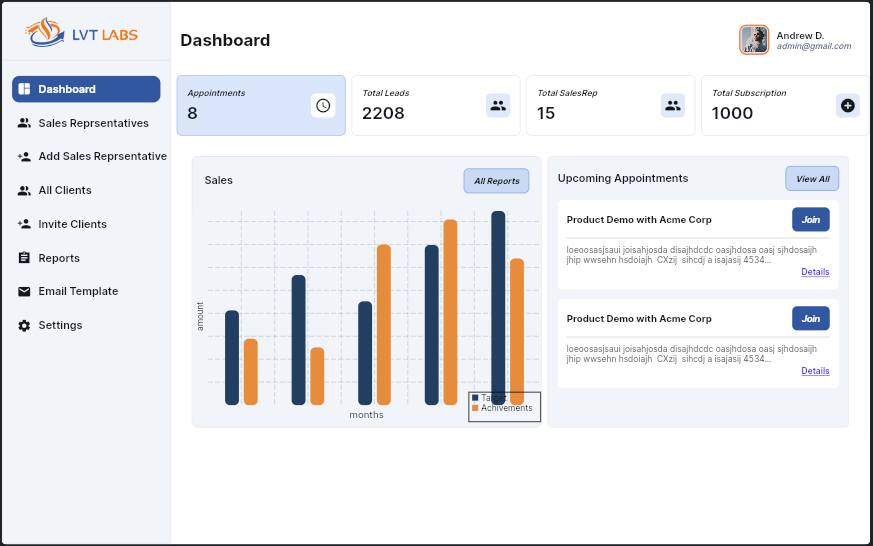 LVT LABS
Dashboard
Andrew D.
admin@gmail.com
Dashboard
Sales Reprsentatives
Add Sales Reprsentative
All Clients
Invite Clients
Reports
Email Template
Settings
Appointments
8
Total Leads
2208
Total SalesRep
15
Total Subscription
1000
Sales
All Reports
amount
months
Target
Achivements
Upcoming Appointments
View All
Product Demo with Acme Corp
Join
loeoosasjsaui joisahjosda disajhdcdc oasjhdosa oasj sjhdosaijh
jhip wwsehn hsdoiajh CXzij sihcdj a isajasij 4534...
Details
Product Demo with Acme Corp
Join
loeoosasjsaui joisahjosda disajhdcdc oasjhdosa oasj sjhdosaijh
jhip wwsehn hsdoiajh CXzij sihcdj a isajasij 4534...
Details